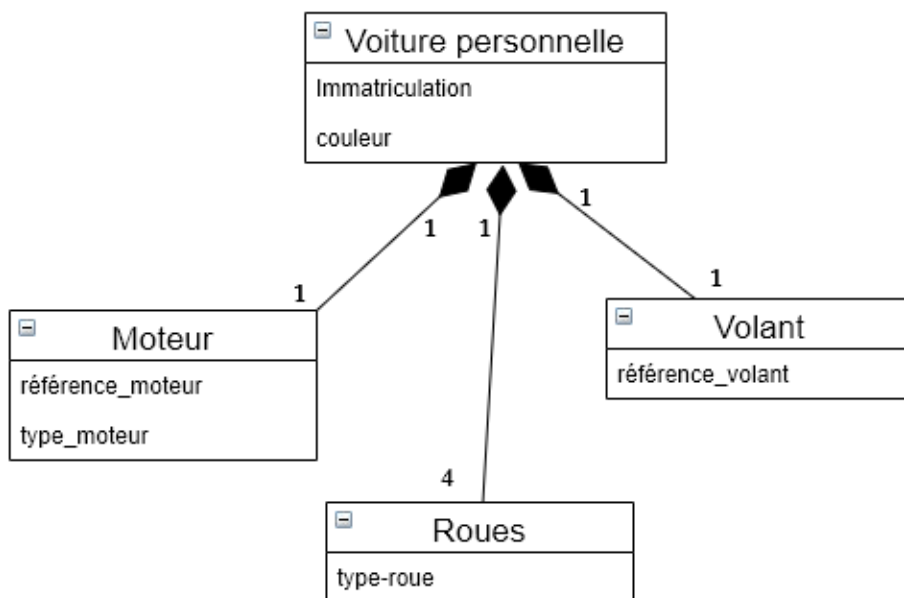 Voiture personnelle
Immatriculation
couleur
1
1
1
1
1
Moteur
référence_moteur
type_moteur
Volant
référence_volant
4
Roues
type-roue